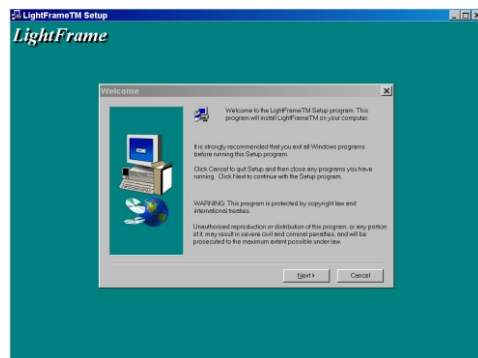 LightFrameTM Setup
LightFrame
Welcome
Welcome to the LightFrameTM Setup program. This
program will install LightFrameTM on your computer.
It is strongly recommended that you exit all Windows programs
before running this Setup program.
Click Cancel to quit Setup and then close any programs you have
running. Click Next to continue with the Setup program.
WARNING: This program is protected by copyright law and
international treaties.
Unauthorised reproduction or distribution of this program, or any portion
of it, may result in severe civil and criminal penalties, and will be
prosecuted to the maximum extent possible under law.
Next > Cancel